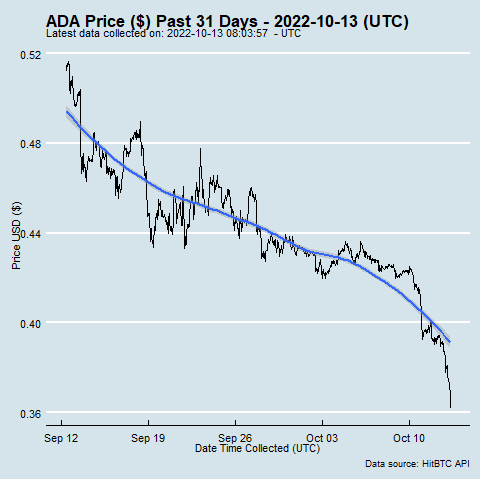 ADA Price ($) Past 31 Days - 2022-10-13 (UTC)
Latest data collected on: 2022-10-13 08:03:57 - UTC
0.52
0.48
0.44
0.40
0.36
Price USD ($)
Sep 12 Sep 19 Sep 26 Oct 03 Oct 10
Date Time Collected (UTC)
Data source: HitBTC API